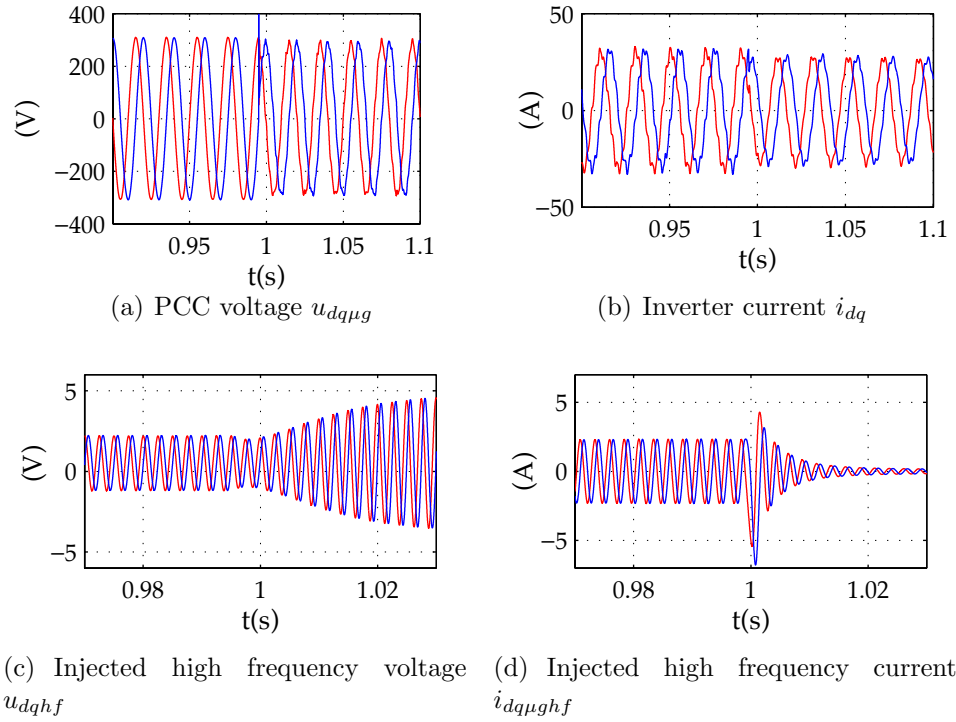 400
200
0
−200
−400
(V)
0.95 1 1.05 1.1
t(s)
(a) PCC voltage u_{dqμg}
50
0
−50
(A)
0.95 1 1.05 1.1
t(s)
(b) Inverter current i_{dq}
5
0
−5
(V)
0.98 1 1.02
t(s)
(c) Injected high frequency voltage
u_{dqhf}
5
0
−5
(A)
0.98 1 1.02
t(s)
(d) Injected high frequency current
i_{dqμghf}